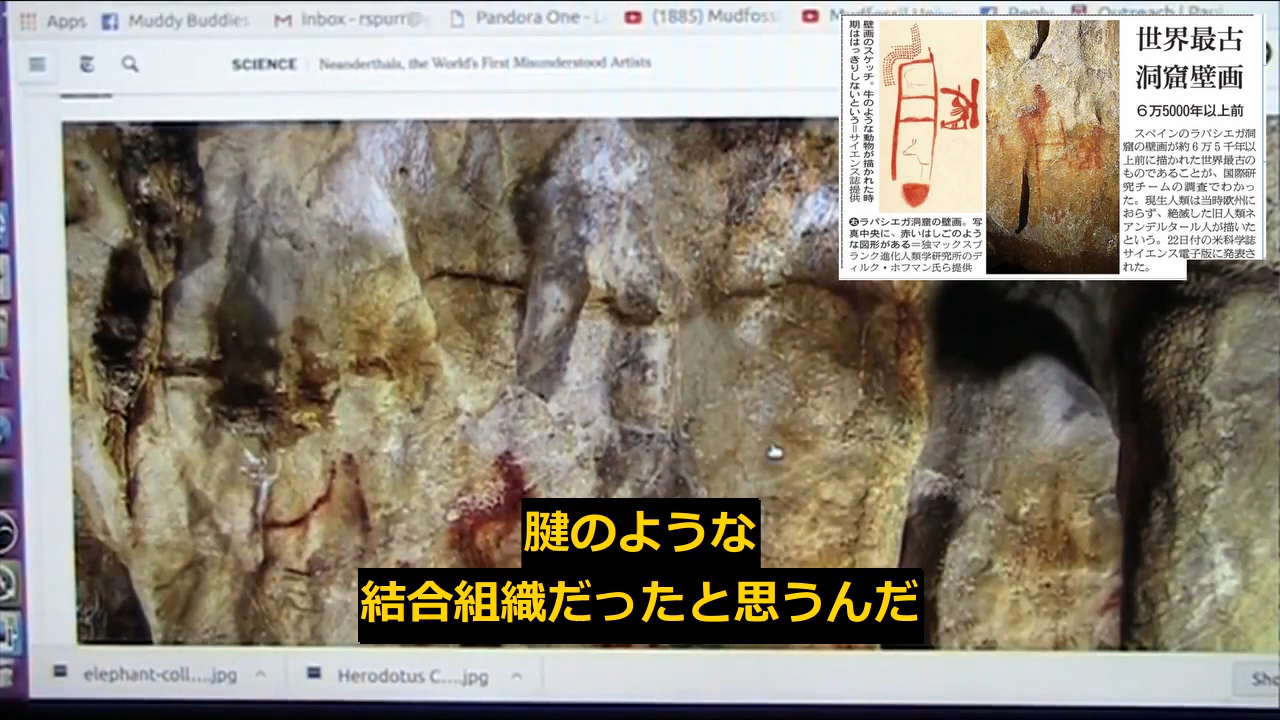 Apps
Muddy Buddies
Inbox - rspurr@
Pandora One - L
(1885) Mudfoss
Reply
Outreach | Paul
SCIENCE
Neanderthals, the World's First Misunderstood Artists
世界最古
洞窟壁画
6万5000年以上前
スペインのラパシエガ洞
窟の壁画が約6万5千年以
上前に描かれた世界最古の
ものであることが、国際研
究チームの調査でわかっ
た。現生人類は当時欧州に
おらず、絶滅した旧人類ネ
アンデルタール人が描いた
という。22日付の米科学誌
サイエンス電子版に発表さ
れた。
壁画のスケッチ。牛のような動物が描かれた時
期ははっきりしないという=サイエンス誌提供
ラパシエガ洞窟の壁画。写
真中央に、赤いはしごのよう
な図形がある=独マックスプ
ランク進化人類学研究所のデ
ィルク・ホフマン氏ら提供
腱のような
結合組織だったと思うんだ
elephant-coll....jpg
Herodotus C....jpg